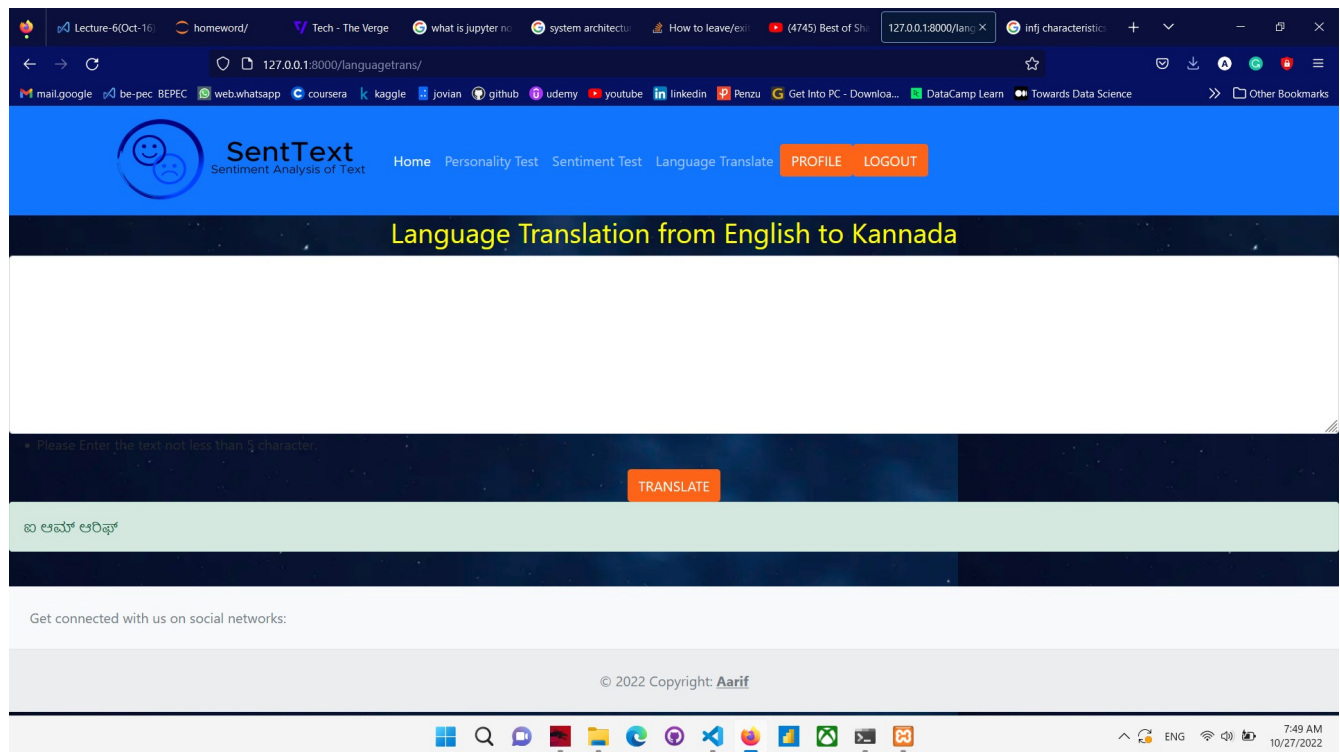 Lecture-6(Oct-16)
homeword/
Tech - The Verge
what is jupyter no
system architectur
How to leave/exit
(4745) Best of Sha
127.0.0.1:8000/lang
infj characteristics
127.0.0.1:8000/languagetrans/
mail.google be-pec BEPEC web.whatsapp coursera kaggle jovian github udemy youtube linkedin Penzu Get Into PC - Downloa... DataCamp Learn Towards Data Science Other Bookmarks
SentText
Sentiment Analysis of Text
Home Personality Test Sentiment Test Language Translate PROFILE LOGOUT
Language Translation from English to Kannada
• Please Enter the text not less than 5 character.
TRANSLATE
ಐ ಆಮ್ ಆರಿಫ್
Get connected with us on social networks:
© 2022 Copyright: Aarif
ENG
7:49 AM
10/27/2022